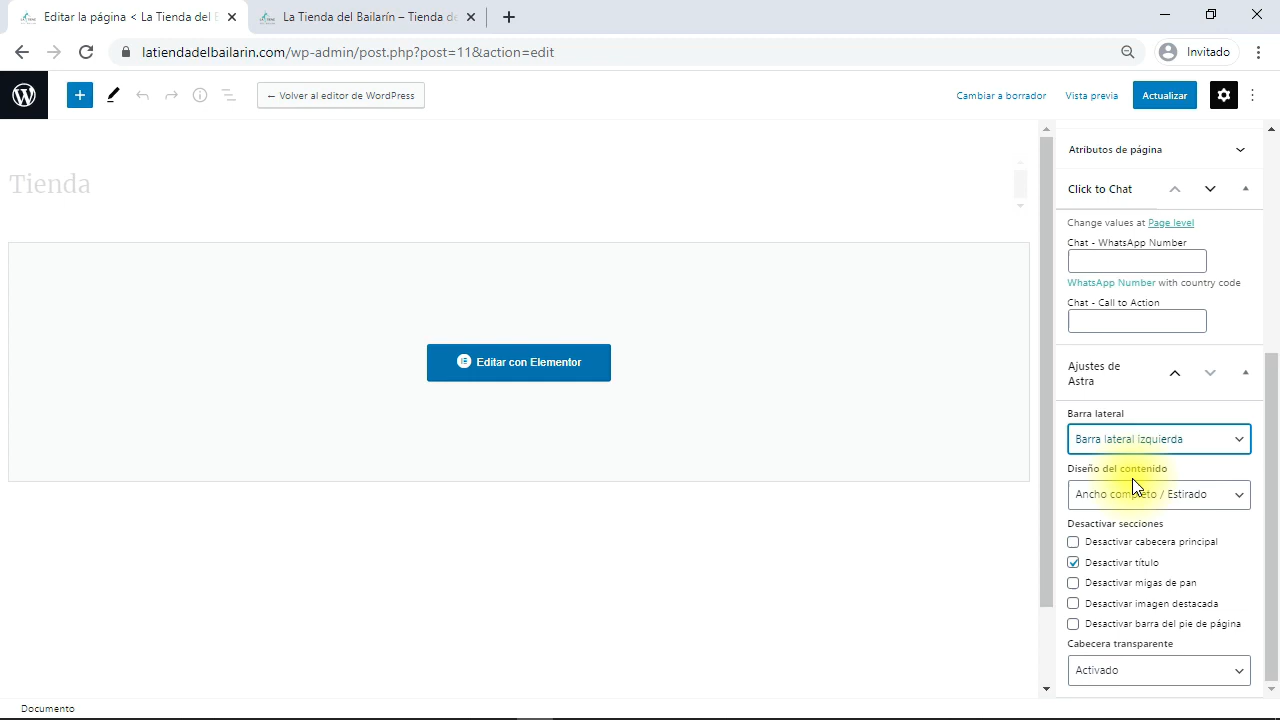 Editar la página < La Tienda del
La Tienda del Bailarín – Tienda de
latiendadelbailarin.com/wp-admin/post.php?post=11&action=edit
Invitado
← Volver al editor de WordPress
Cambiar a borrador
Vista previa
Actualizar
Tienda
Editar con Elementor
Atributos de página
Click to Chat
Change values at Page level
Chat - WhatsApp Number
WhatsApp Number with country code
Chat - Call to Action
Ajustes de
Astra
Barra lateral
Barra lateral izquierda
Diseño del contenido
Ancho completo / Estirado
Desactivar secciones
Desactivar cabecera principal
Desactivar título
Desactivar migas de pan
Desactivar imagen destacada
Desactivar barra del pie de página
Cabecera transparente
Activado
Documento